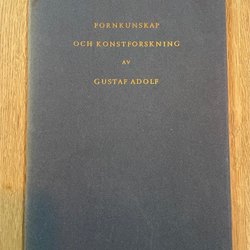 FORNKUNSKAP
OCH KONSTFORSKNING
AV
GUSTAF ADOLF